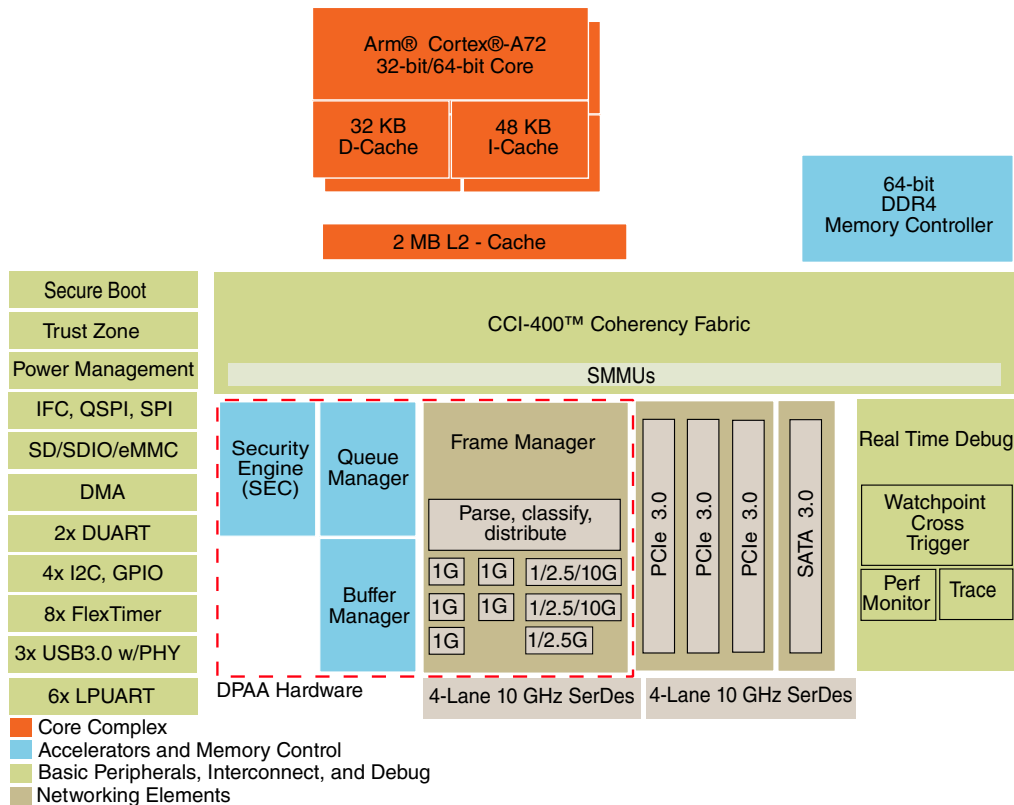 Arm® Cortex®-A72
32-bit/64-bit Core
32 KB
D-Cache
48 KB
I-Cache
2 MB L2 - Cache
64-bit
DDR4
Memory Controller
Secure Boot
Trust Zone
Power Management
IFC, QSPI, SPI
SD/SDIO/eMMC
DMA
2x DUART
4x I2C, GPIO
8x FlexTimer
3x USB3.0 w/PHY
6x LPUART
CCI-400™ Coherency Fabric
SMMUs
Security
Engine
(SEC)
Queue
Manager
Buffer
Manager
Frame Manager
Parse, classify,
distribute
1G
1G
1/2.5/10G
1G
1G
1/2.5/10G
1G
1/2.5G
DPAA Hardware
PCIe 3.0
PCIe 3.0
PCIe 3.0
SATA 3.0
Real Time Debug
Watchpoint
Cross
Trigger
Perf
Monitor
Trace
4-Lane 10 GHz SerDes
4-Lane 10 GHz SerDes
Core Complex
Accelerators and Memory Control
Basic Peripherals, Interconnect, and Debug
Networking Elements